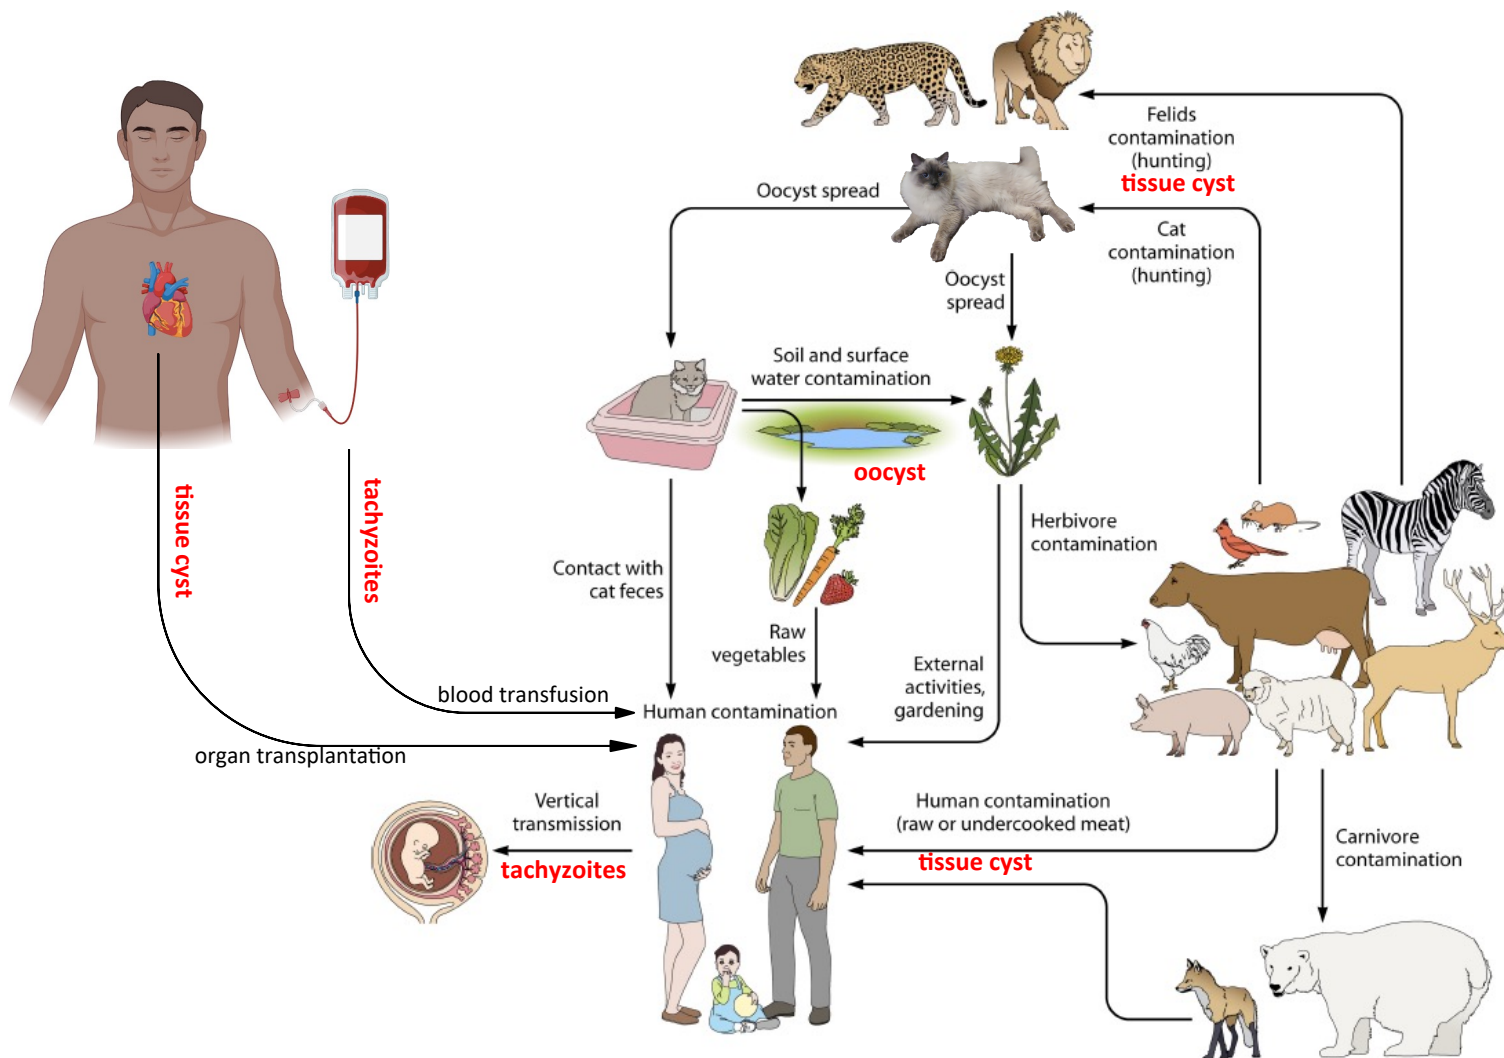 Felids
contamination
(hunting)
tissue cyst
Oocyst spread
Cat
contamination
(hunting)
Oocyst
spread
Soil and surface
water contamination
oocyst
tissue cyst
tachyzoites
Herbivore
contamination
Contact with
cat feces
Raw
vegetables
External
activities,
gardening
blood transfusion
Human contamination
organ transplantation
Vertical
transmission
tachyzoites
Human contamination
(raw or undercooked meat)
tissue cyst
Carnivore
contamination